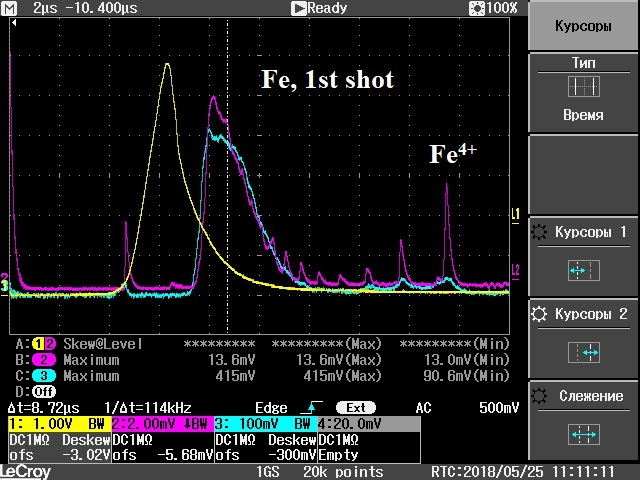 M 2µs -10.400µs Ready 100%
Курсоры
Тип
Время
Fe, 1st shot
Fe4+
L1
L2
Курсоры 1
Курсоры 2
Слежение
2
3
A: 1 2 Skew@Level ********** **********(Max) **********(Min)
B: 2 Maximum 13.6mV 13.6mV(Max) 13.0mV(Min)
C: 3 Maximum 415mV 415mV(Max) 90.6mV(Min)
D: Off
Δt=8.72µs 1/Δt=114kHz Edge Ext AC 500mV
1: 1.00V BW 2:2.00mV ↓BW 3: 100mV BW 4:20.0mV
DC1MΩ Deskew DC1MΩ DC1MΩ Deskew DC1MΩ
ofs -3.02V ofs -5.68mV ofs -300mV Empty
LeCroy 1GS 20k points RTC:2018/05/25 11:11:11